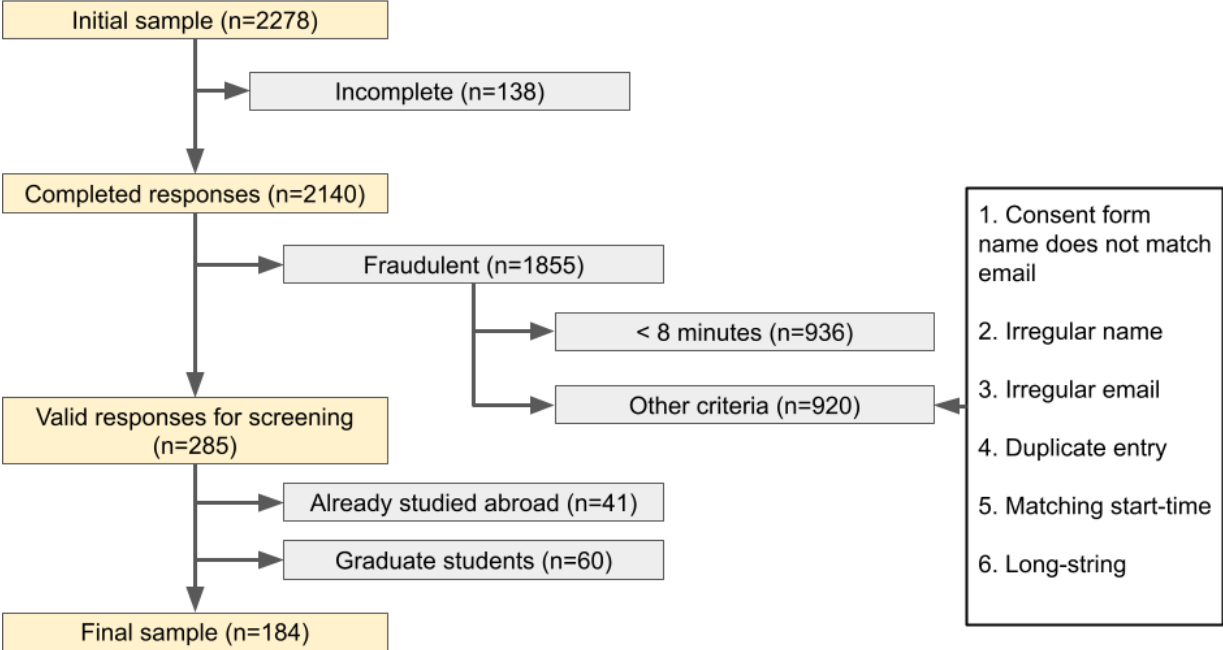 Initial sample (n=2278)
Incomplete (n=138)
Completed responses (n=2140)
Fraudulent (n=1855)
< 8 minutes (n=936)
Other criteria (n=920)
1. Consent form
name does not match
email
2. Irregular name
3. Irregular email
4. Duplicate entry
5. Matching start-time
6. Long-string
Valid responses for screening
(n=285)
Already studied abroad (n=41)
Graduate students (n=60)
Final sample (n=184)